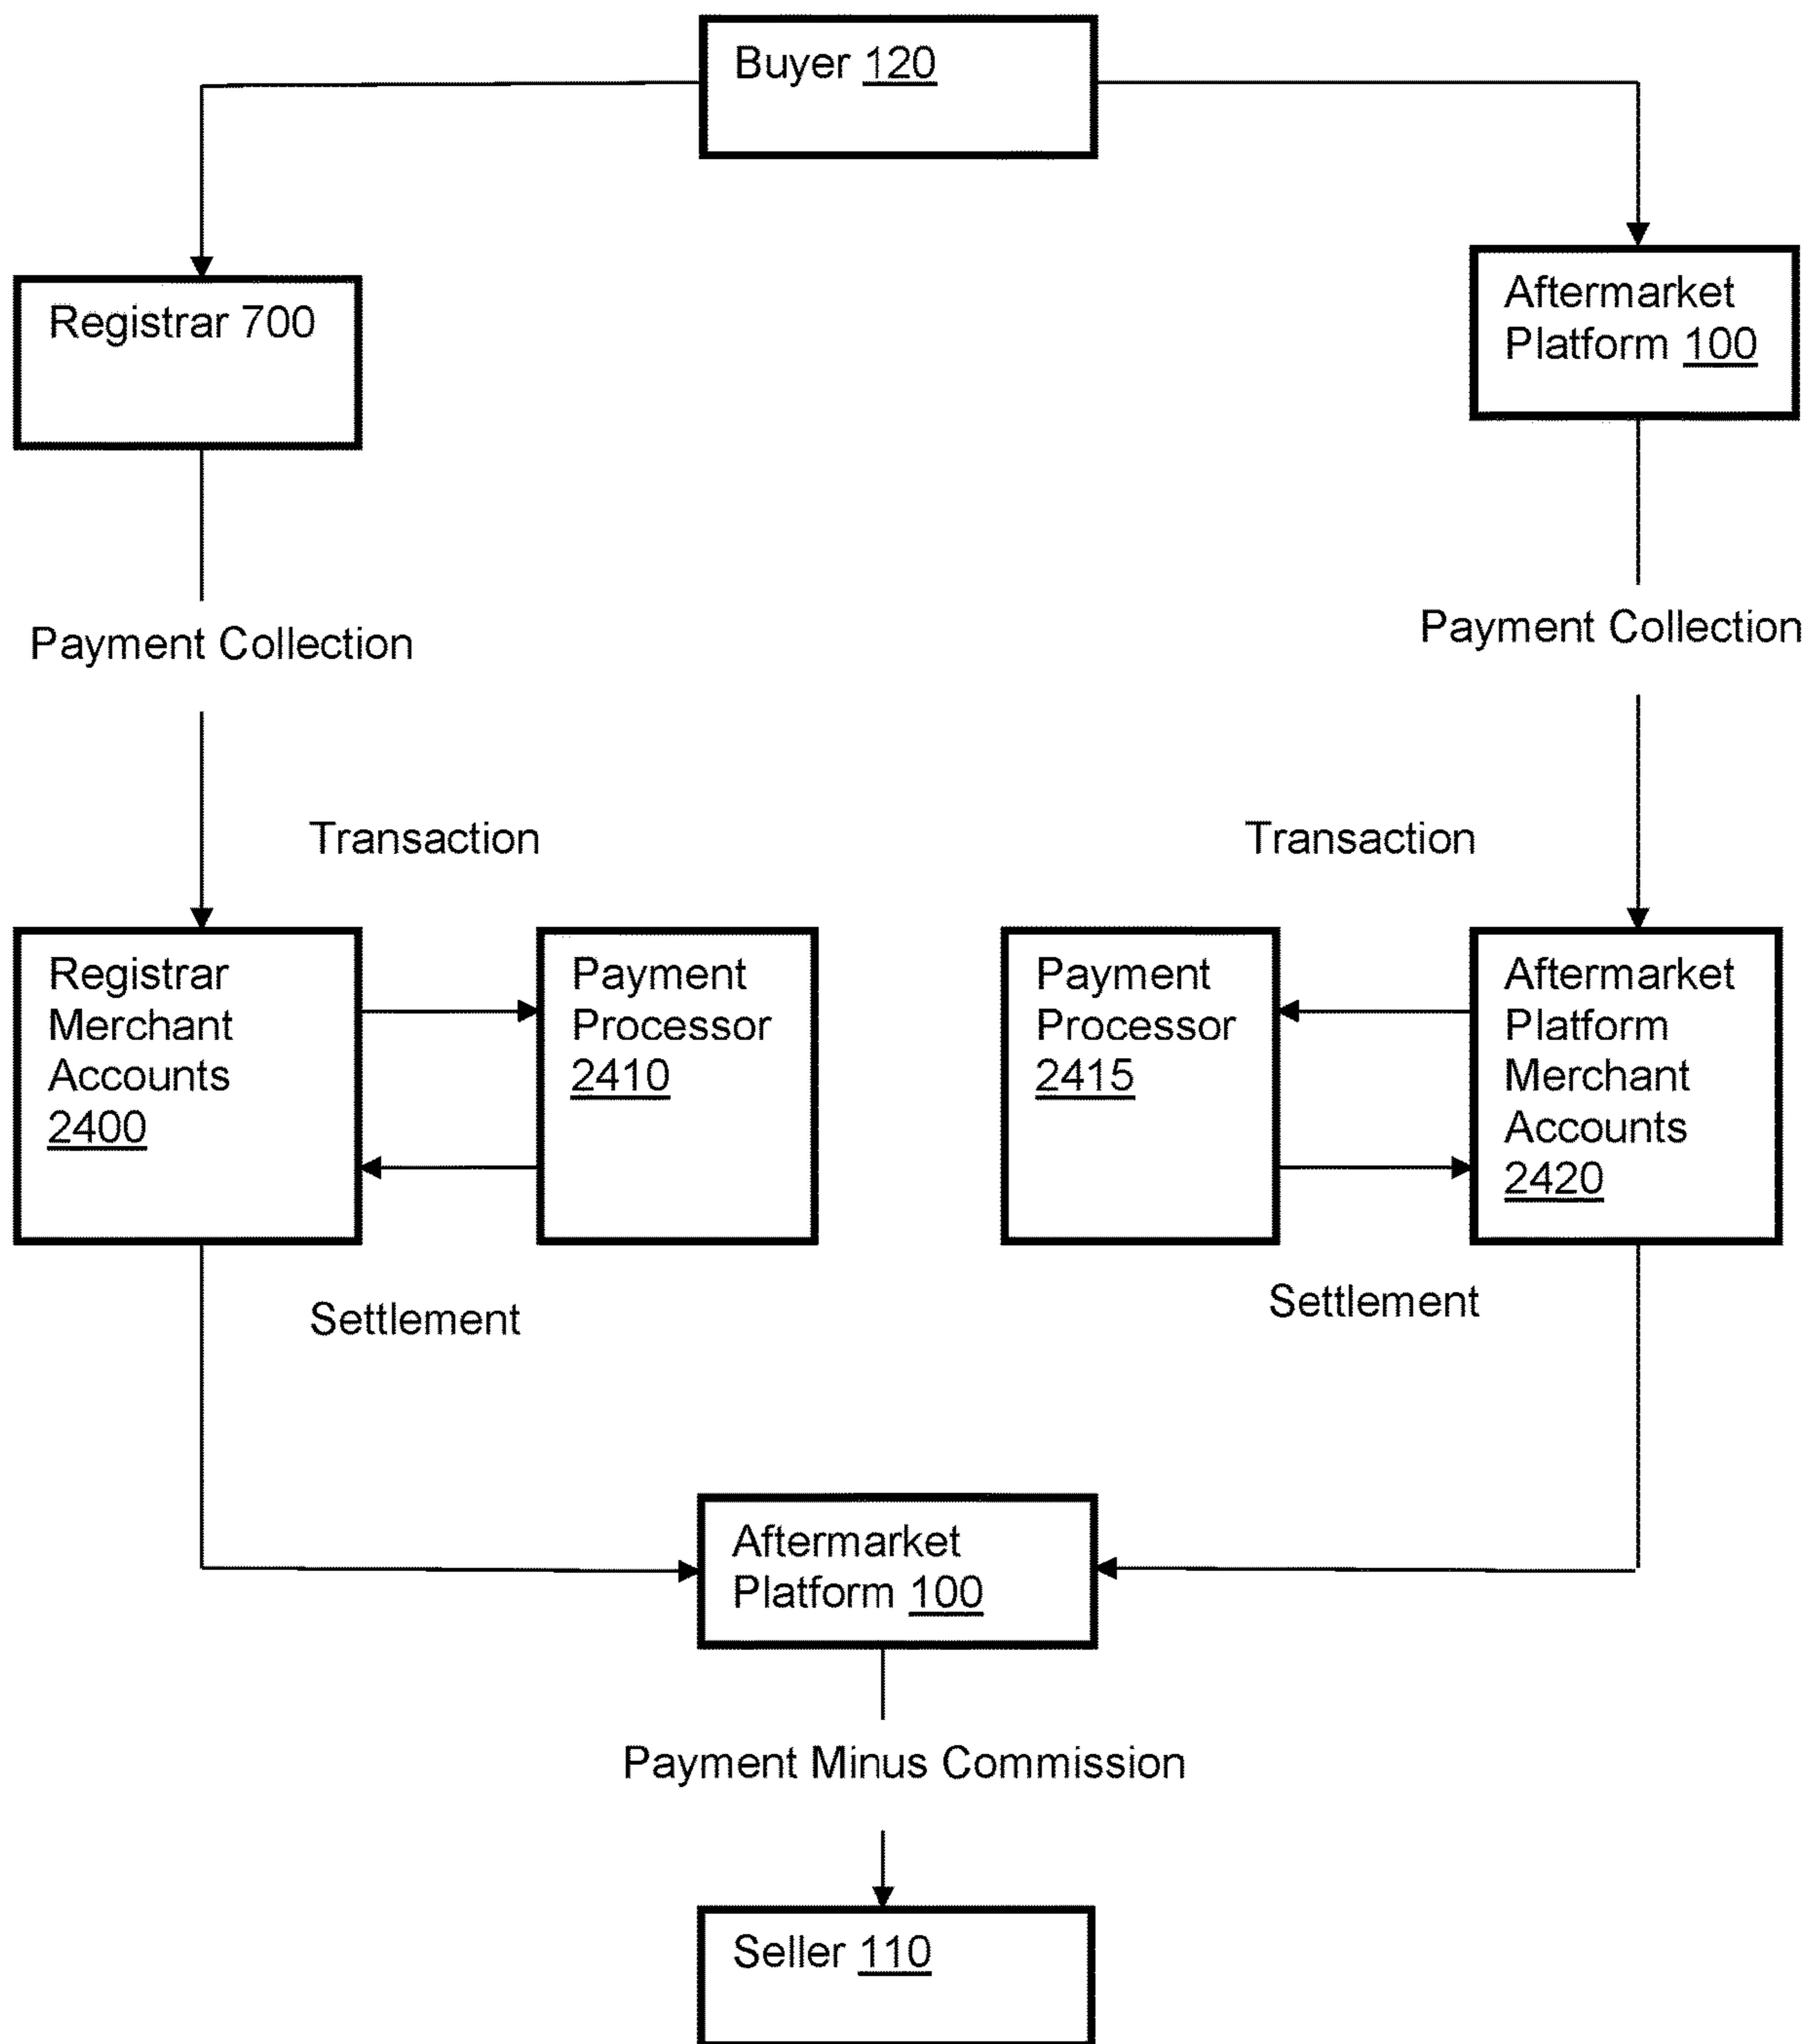 Buyer 120
Registrar 700
Aftermarket
Platform 100
Payment Collection
Payment Collection
Transaction
Transaction
Registrar
Merchant
Accounts
2400
Payment
Processor
2410
Payment
Processor
2415
Aftermarket
Platform
Merchant
Accounts
2420
Settlement
Settlement
Aftermarket
Platform 100
Payment Minus Commission
Seller 110